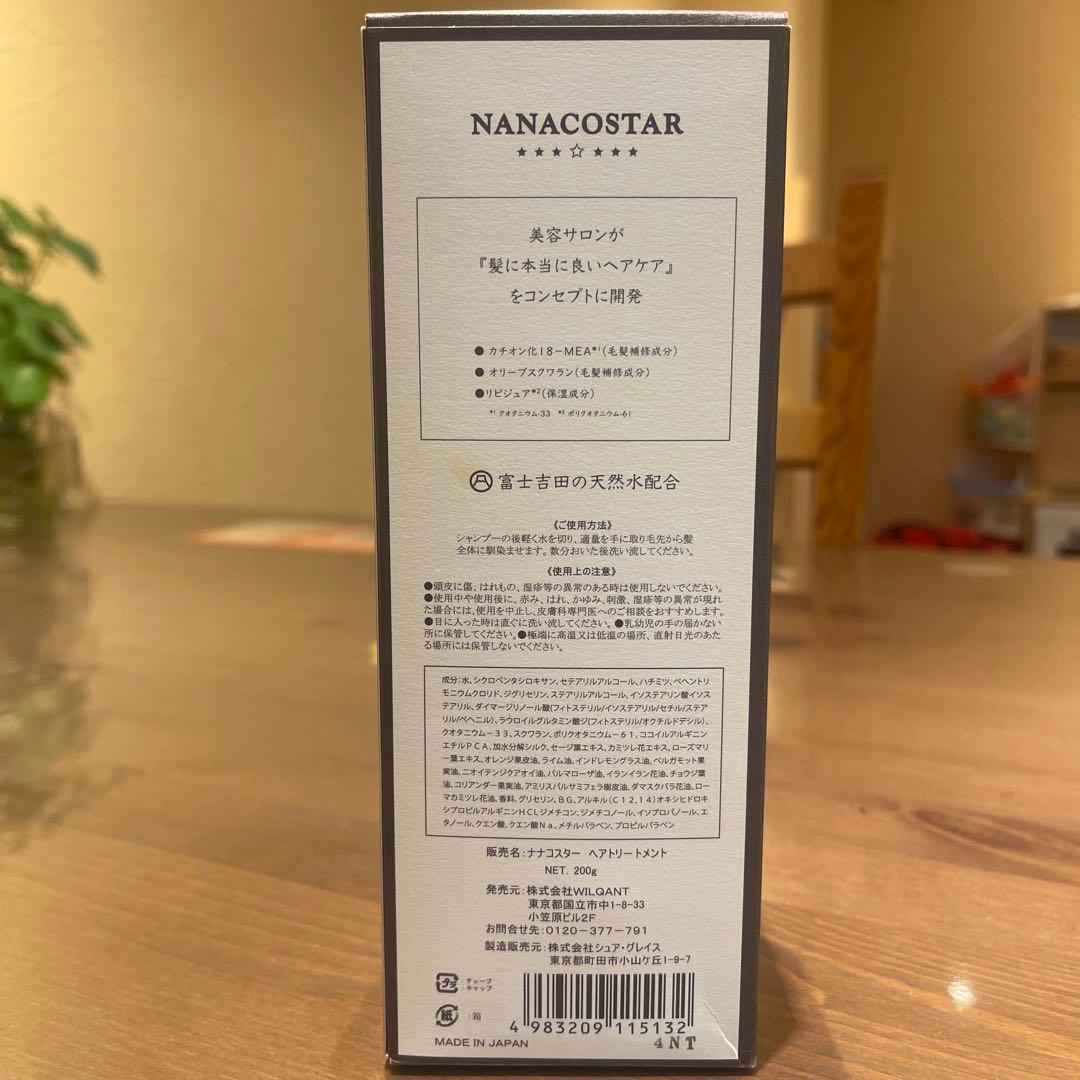 NANACOSTAR
★★★☆★★★
美容サロンが
『髪に本当に良いヘアケア』
をコンセプトに開発
●カチオン化18-MEA*1(毛髪補修成分)
●オリーブスクワラン(毛髪補修成分)
●リピジュア*2(保湿成分)
*1 クオタニウム-33 *2 ポリクオタニウム-61
富士吉田の天然水配合
《ご使用方法》
シャンプーの後軽く水を切り、適量を手に取り毛先から髪
全体に馴染ませます。数分おいた後洗い流してください。
《使用上の注意》
●頭皮に傷、はれもの、湿疹等の異常のある時は使用しないでください。
●使用中や使用後に、赤み、はれ、かゆみ、刺激、湿疹等の異常が現れ
た場合には、使用を中止し、皮膚科専門医へのご相談をおすすめします。
●目に入った時は直ぐに洗い流してください。●乳幼児の手の届かない
所に保管してください。●極端に高温又は低温の場所、直射日光のあた
る場所には保管しないでください。
成分:水、シクロペンタシロキサン、セテアリルアルコール、ハチミツ、ベヘントリ
モニウムクロリド、ジグリセリン、ステアリルアルコール、イソステアリン酸イソス
テアリル、ダイマージリノール酸(フィトステリル/イソステアリル/セチル/ステア
リル/ベヘニル)、ラウロイルグルタミン酸ジ(フィトステリル/オクチルドデシル)、
クオタニウム-33、スクワラン、ポリクオタニウム-61、ココイルアルギニン
エチルPCA、加水分解シルク、セージ葉エキス、カミツレ花エキス、ローズマリ
ー葉エキス、オレンジ果皮油、ライム油、インドレモングラス油、ベルガモット果
実油、ニオイテンジクアオイ油、パルマローザ油、イランイラン花油、チョウジ葉
油、コリアンダー果実油、アミリスバルサミフェラ樹皮油、ダマスクバラ花油、ロー
マカミツレ花油、香料、グリセリン、BG、アルキル(C12,14)オキシヒドロキ
シプロピルアルギニンHCl、ジメチコン、ジメチコノール、イソプロパノール、エ
タノール、クエン酸、クエン酸Na、メチルパラベン、プロピルパラベン
販売名:ナナコスター ヘアトリートメント
NET. 200g
発売元:株式会社WILQANT
東京都国立市中1-8-33
小笠原ビル2F
お問合せ先:0120-377-791
製造販売元:株式会社シュア・グレイス
東京都町田市小山ケ丘1-9-7
プラ :チューブ
キャップ
紙 :箱
4 983209 115132
MADE IN JAPAN
4NT